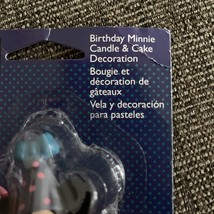 Birthday Minnie
Candle & Cake
Decoration
Bougie et
décoration de
gâteaux
Vela y decoración
para pasteles